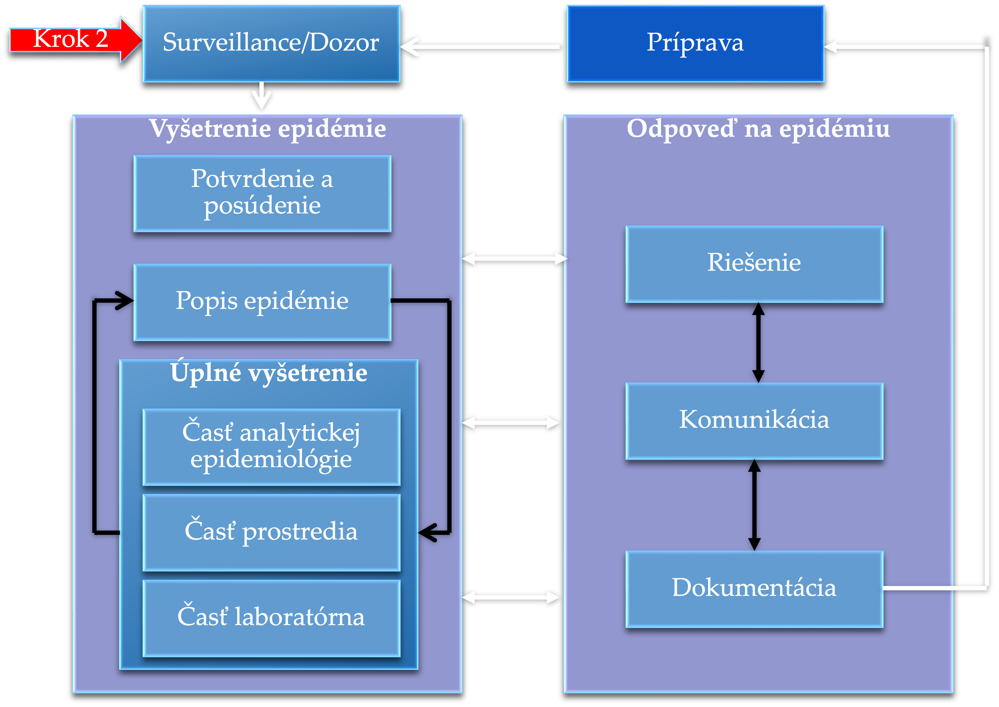 Krok 2
Surveillance/Dozor
Príprava
Vyšetrenie epidémie
Potvrdenie a
posúdenie
Popis epidémie
Úplné vyšetrenie
Časť analytickej
epidemiológie
Časť prostredia
Časť laboratórna
Odpoveď na epidémiu
Riešenie
Komunikácia
Dokumentácia